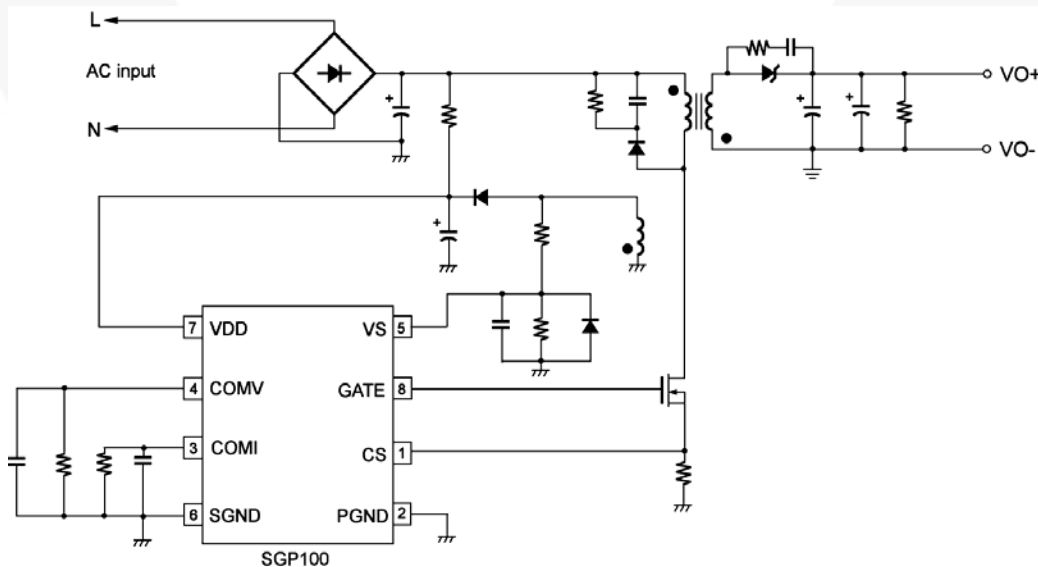 L
AC input
N
VO+
VO-
+
+
+
+
7 VDD
VS 5
4 COMV
GATE 8
3 COMI
CS 1
6 SGND
PGND 2
SGP100